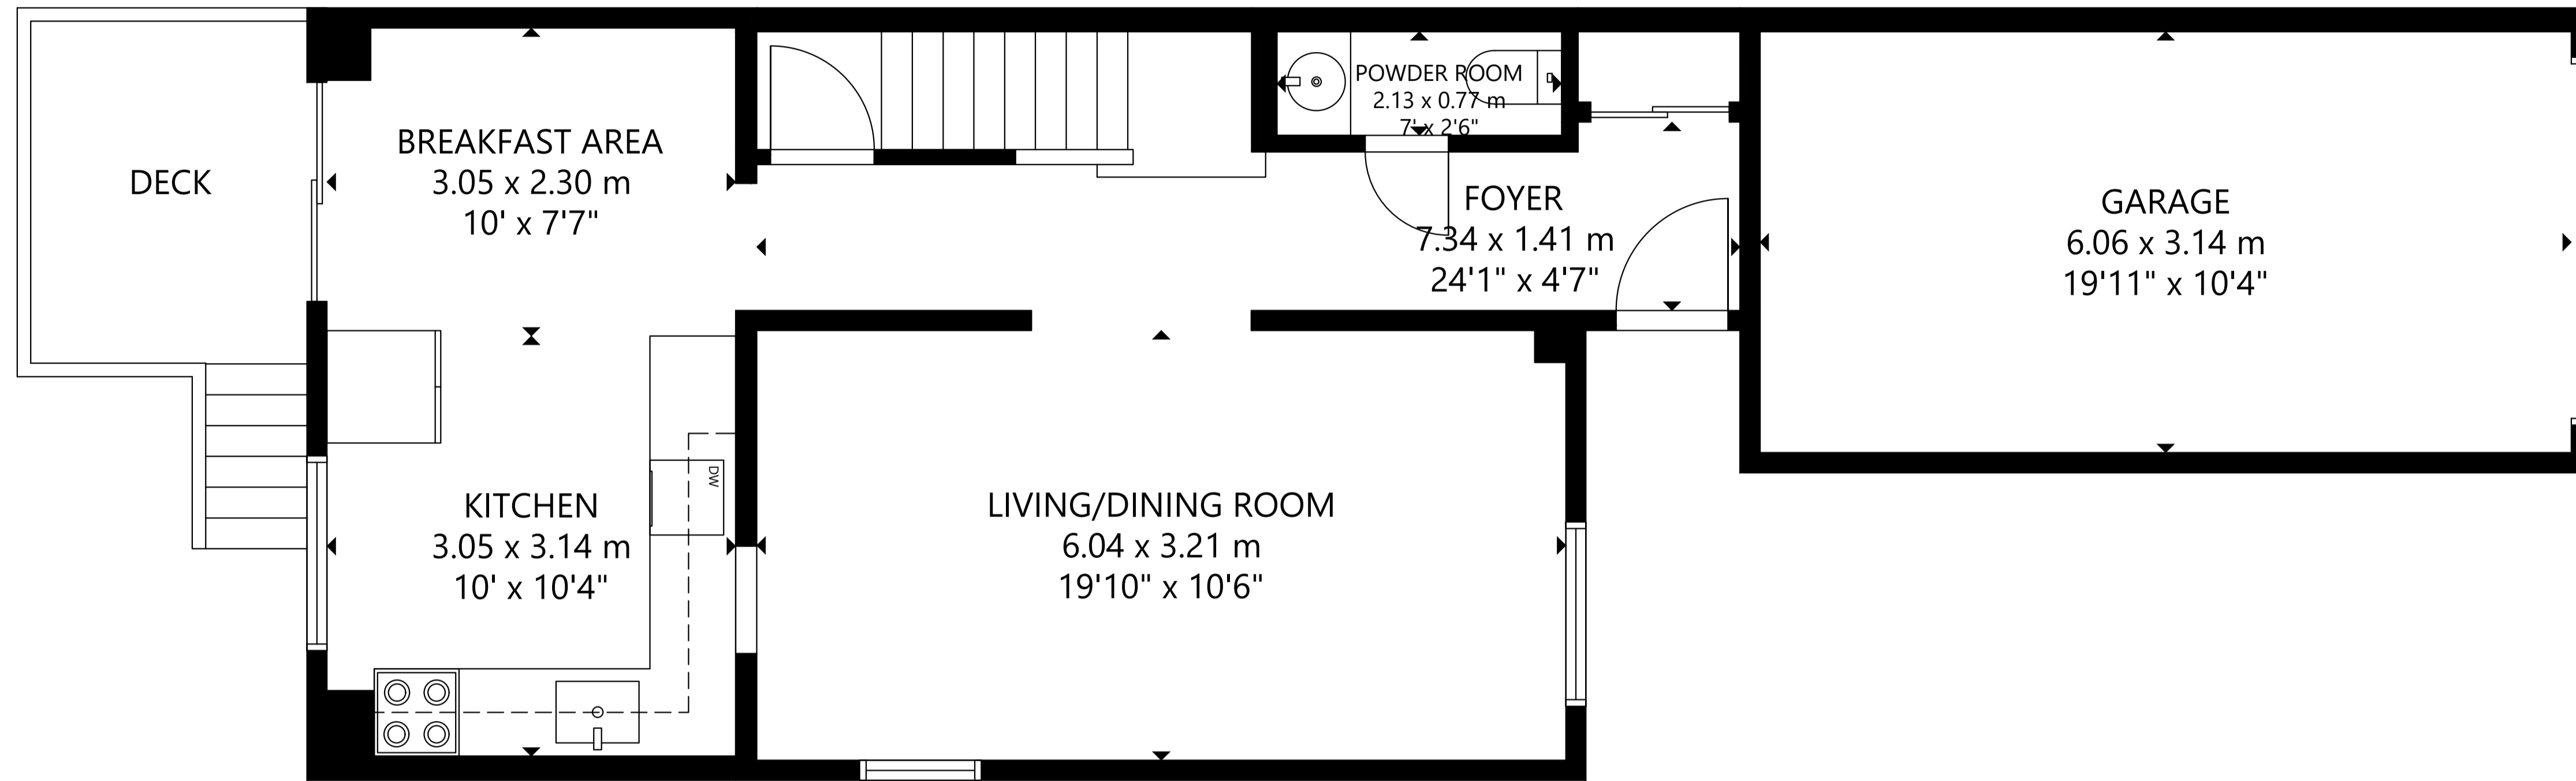 DECK
BREAKFAST AREA
3.05 x 2.30 m
10' x 7'7"
POWDER ROOM
2.13 x 0.77 m
7' x 2'6"
FOYER
7.34 x 1.41 m
24'1" x 4'7"
GARAGE
6.06 x 3.14 m
19'11" x 10'4"
DW
KITCHEN
3.05 x 3.14 m
10' x 10'4"
LIVING/DINING ROOM
6.04 x 3.21 m
19'10" x 10'6"